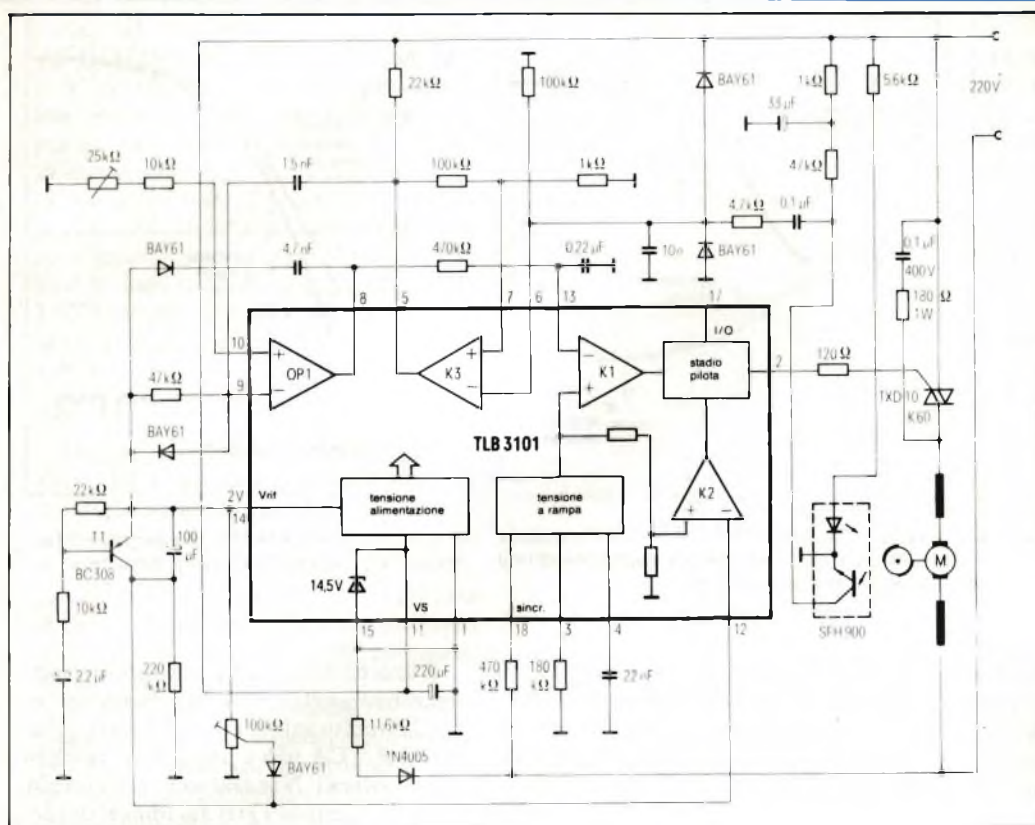 22kΩ
100kΩ
BAY61
1kΩ
5.6kΩ
220V
33µF
25kΩ
10kΩ
1.5nF
100kΩ
1kΩ
47kΩ
BAY61
4.7nF
470kΩ
0.22µF
10n
4.7kΩ
0.1µF
BAY61
0.1µF
400V
180Ω
1W
8
5
7
6
13
17
10
+
OP1
K3
+
K1
I/O
stadio
pilota
2
120Ω
9
TXD10
K60
47kΩ
BAY61
TLB 3101
22kΩ
2V
Vrif
14
tensione
alimentazione
tensione
a rampa
K2
T1
BC308
100
µF
14,5V
M
10kΩ
VS
sincr.
SFH900
15
11
1
18
3
4
12
2.2µF
220
kΩ
220µF
470
kΩ
180
kΩ
22nF
100kΩ
11.6kΩ
1N4005
BAY61